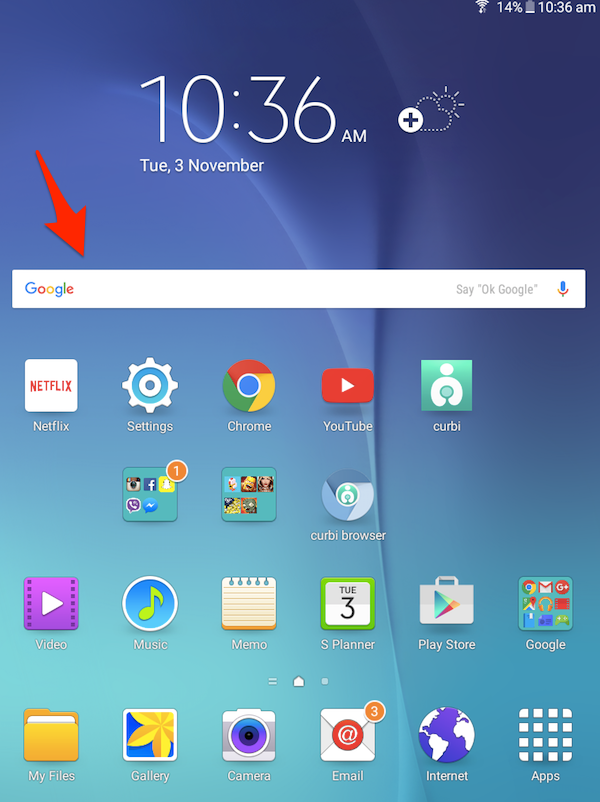 14% 10:36 am
10:36 AM
Tue, 3 November
Google Say "Ok Google"
NETFLIX
Netflix Settings Chrome YouTube curbi
1
curbi browser
TUE
3
Video Music Memo S Planner Play Store Google
3
@
My Files Gallery Camera Email Internet Apps